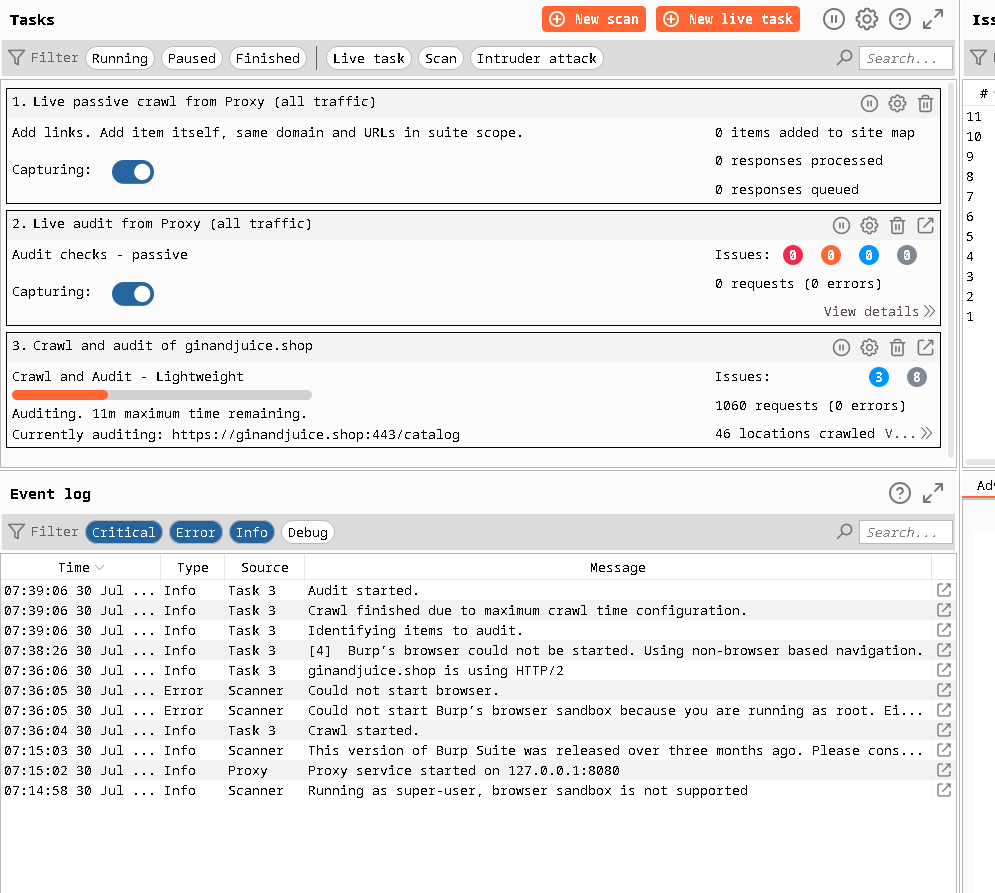 Tasks
New scan
New live task
Filter
Running
Paused
Finished
Live task
Scan
Intruder attack
Search...
1. Live passive crawl from Proxy (all traffic)
Add links. Add item itself, same domain and URLs in suite scope.
0 items added to site map
Capturing:
0 responses processed
0 responses queued
2. Live audit from Proxy (all traffic)
Audit checks - passive
Issues: 0 0 0 0
Capturing:
0 requests (0 errors)
View details
3. Crawl and audit of ginandjuice.shop
Crawl and Audit - Lightweight
Issues: 3 8
Auditing. 11m maximum time remaining.
1060 requests (0 errors)
Currently auditing: https://ginandjuice.shop:443/catalog
46 locations crawled V...
Event log
Filter
Critical
Error
Info
Debug
Search...
Time Type Source Message
07:39:06 30 Jul ... Info Task 3 Audit started.
07:39:06 30 Jul ... Info Task 3 Crawl finished due to maximum crawl time configuration.
07:39:06 30 Jul ... Info Task 3 Identifying items to audit.
07:38:26 30 Jul ... Info Task 3 [4] Burp's browser could not be started. Using non-browser based navigation.
07:36:06 30 Jul ... Info Task 3 ginandjuice.shop is using HTTP/2
07:36:05 30 Jul ... Error Scanner Could not start browser.
07:36:05 30 Jul ... Error Scanner Could not start Burp's browser sandbox because you are running as root. Ei...
07:36:04 30 Jul ... Info Task 3 Crawl started.
07:15:03 30 Jul ... Info Scanner This version of Burp Suite was released over three months ago. Please cons...
07:15:02 30 Jul ... Info Proxy Proxy service started on 127.0.0.1:8080
07:14:58 30 Jul ... Info Scanner Running as super-user, browser sandbox is not supported
Iss
#
11
10
9
8
7
6
5
4
3
2
1
Ad